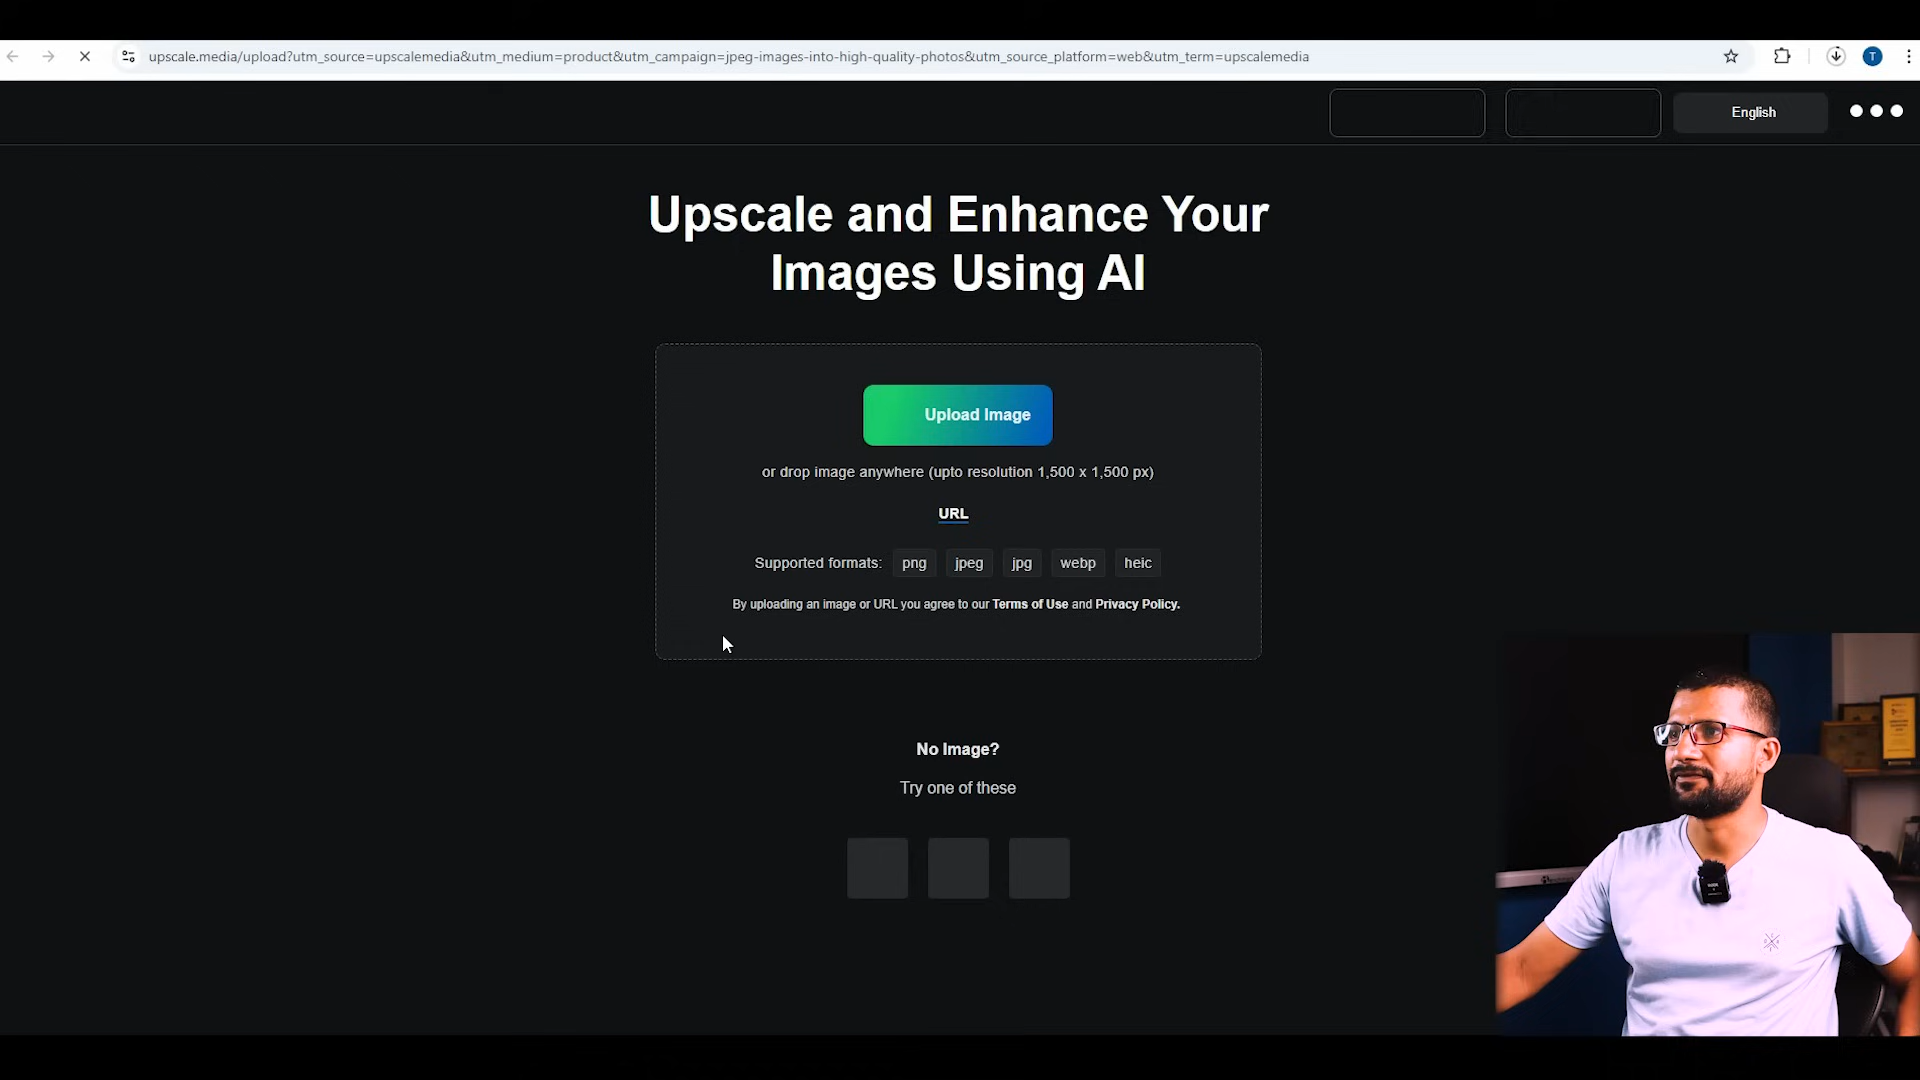 upscale.media/upload?utm_source=upscalemedia&utm_medium=product&utm_campaign=jpeg-images-into-high-quality-photos&utm_source_platform=web&utm_term=upscalemedia
T
English
Upscale and Enhance Your
Images Using AI
Upload Image
or drop image anywhere (upto resolution 1,500 x 1,500 px)
URL
Supported formats: png jpeg jpg webp heic
By uploading an image or URL you agree to our Terms of Use and Privacy Policy.
No Image?
Try one of these